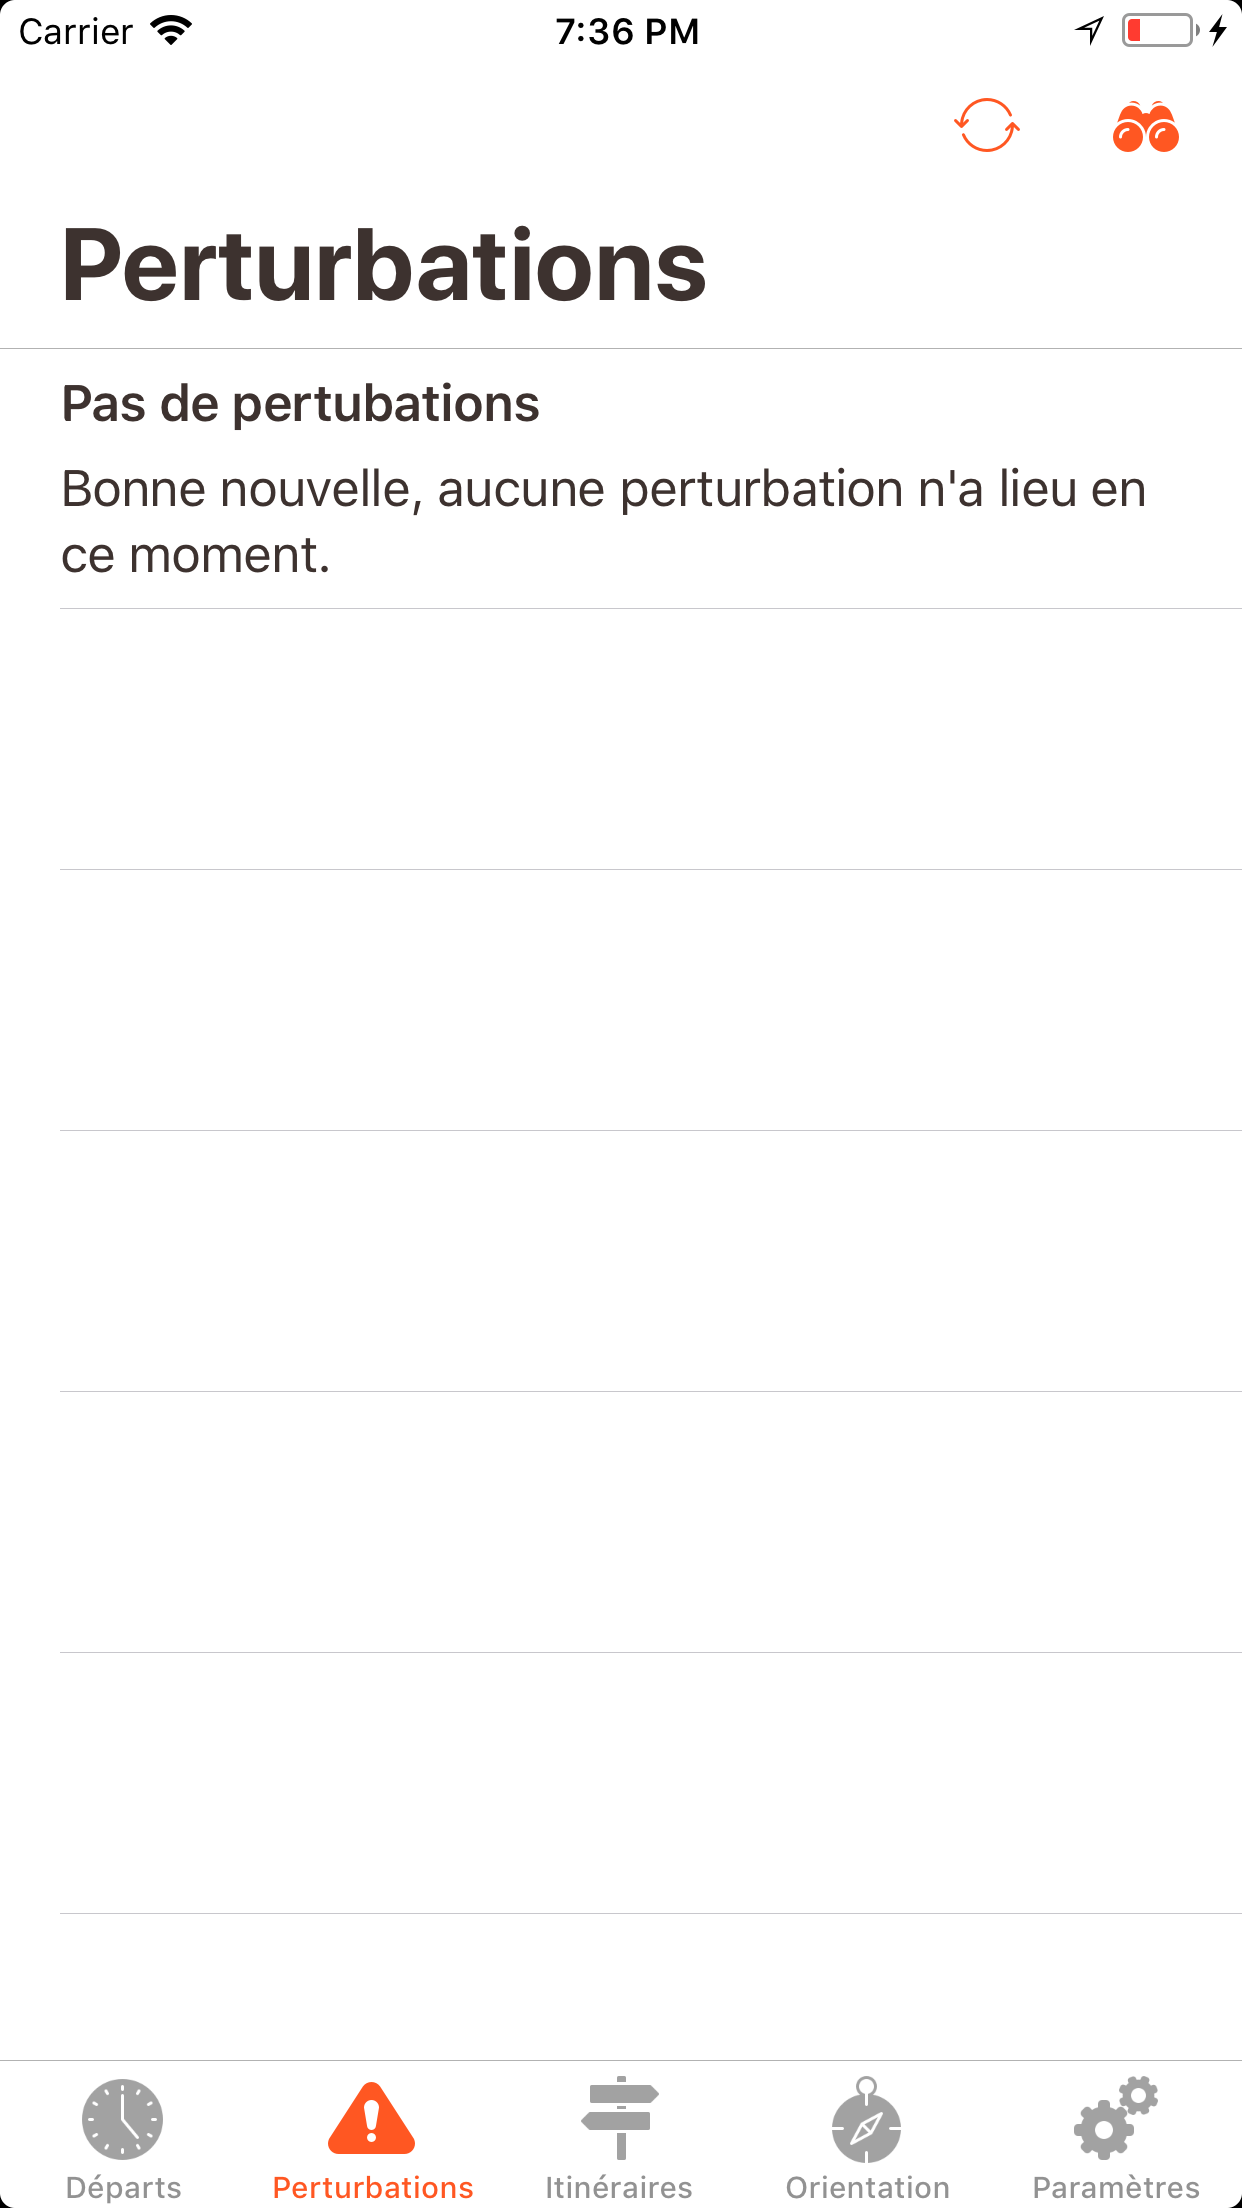 Carrier 7:36 PM
Perturbations
Pas de pertubations
Bonne nouvelle, aucune perturbation n'a lieu en
ce moment.
Départs Perturbations Itinéraires Orientation Paramètres